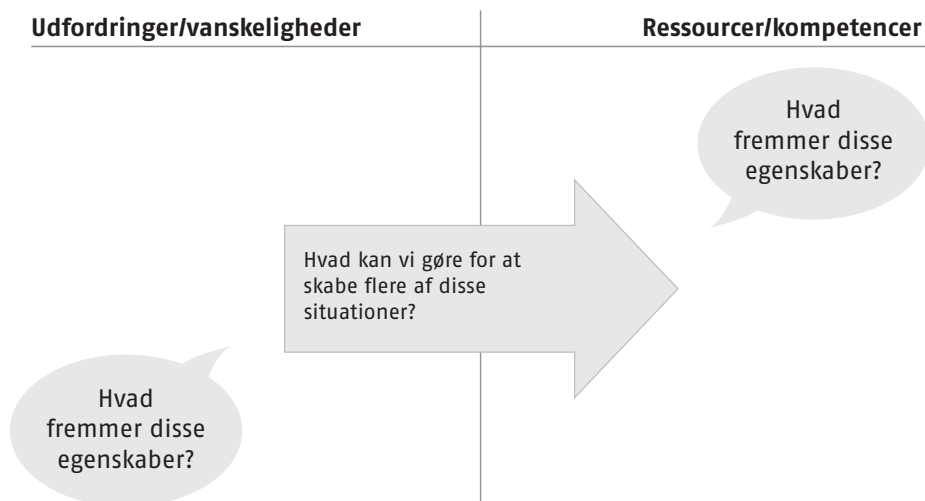 Udfordringer/vanskeligheder
Ressourcer/kompetencer
Hvad
fremmer disse
egenskaber?
Hvad kan vi gøre for at
skabe flere af disse
situationer?
Hvad
fremmer disse
egenskaber?